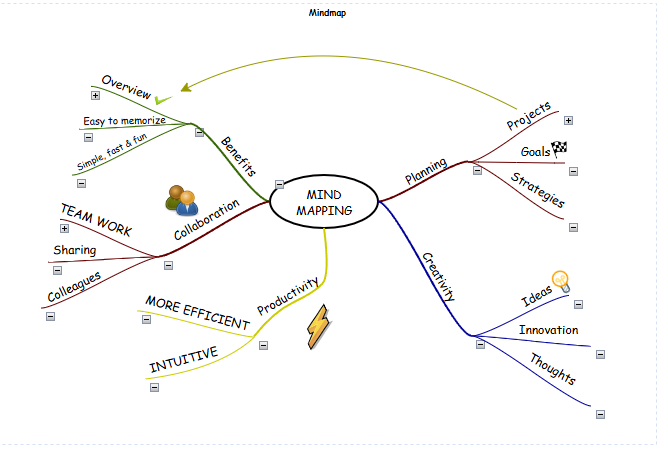 Mindmap
MIND
MAPPING
Benefits
Overview
Easy to memorize
Simple, fast & fun
Collaboration
TEAM WORK
Sharing
Colleagues
Productivity
MORE EFFICIENT
INTUITIVE
Planning
Projects
Goals
Strategies
Creativity
Ideas
Innovation
Thoughts